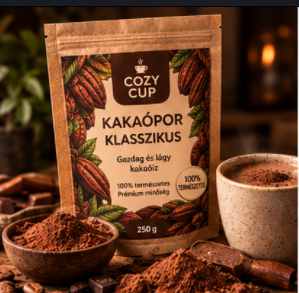 COZY
CUP
KAKAÓPOR
KLASSZIKUS
Gazdag és lágy
kakaóíz
100% természetes
Prémium minőség
100%
TERMÉSZETES
250 g